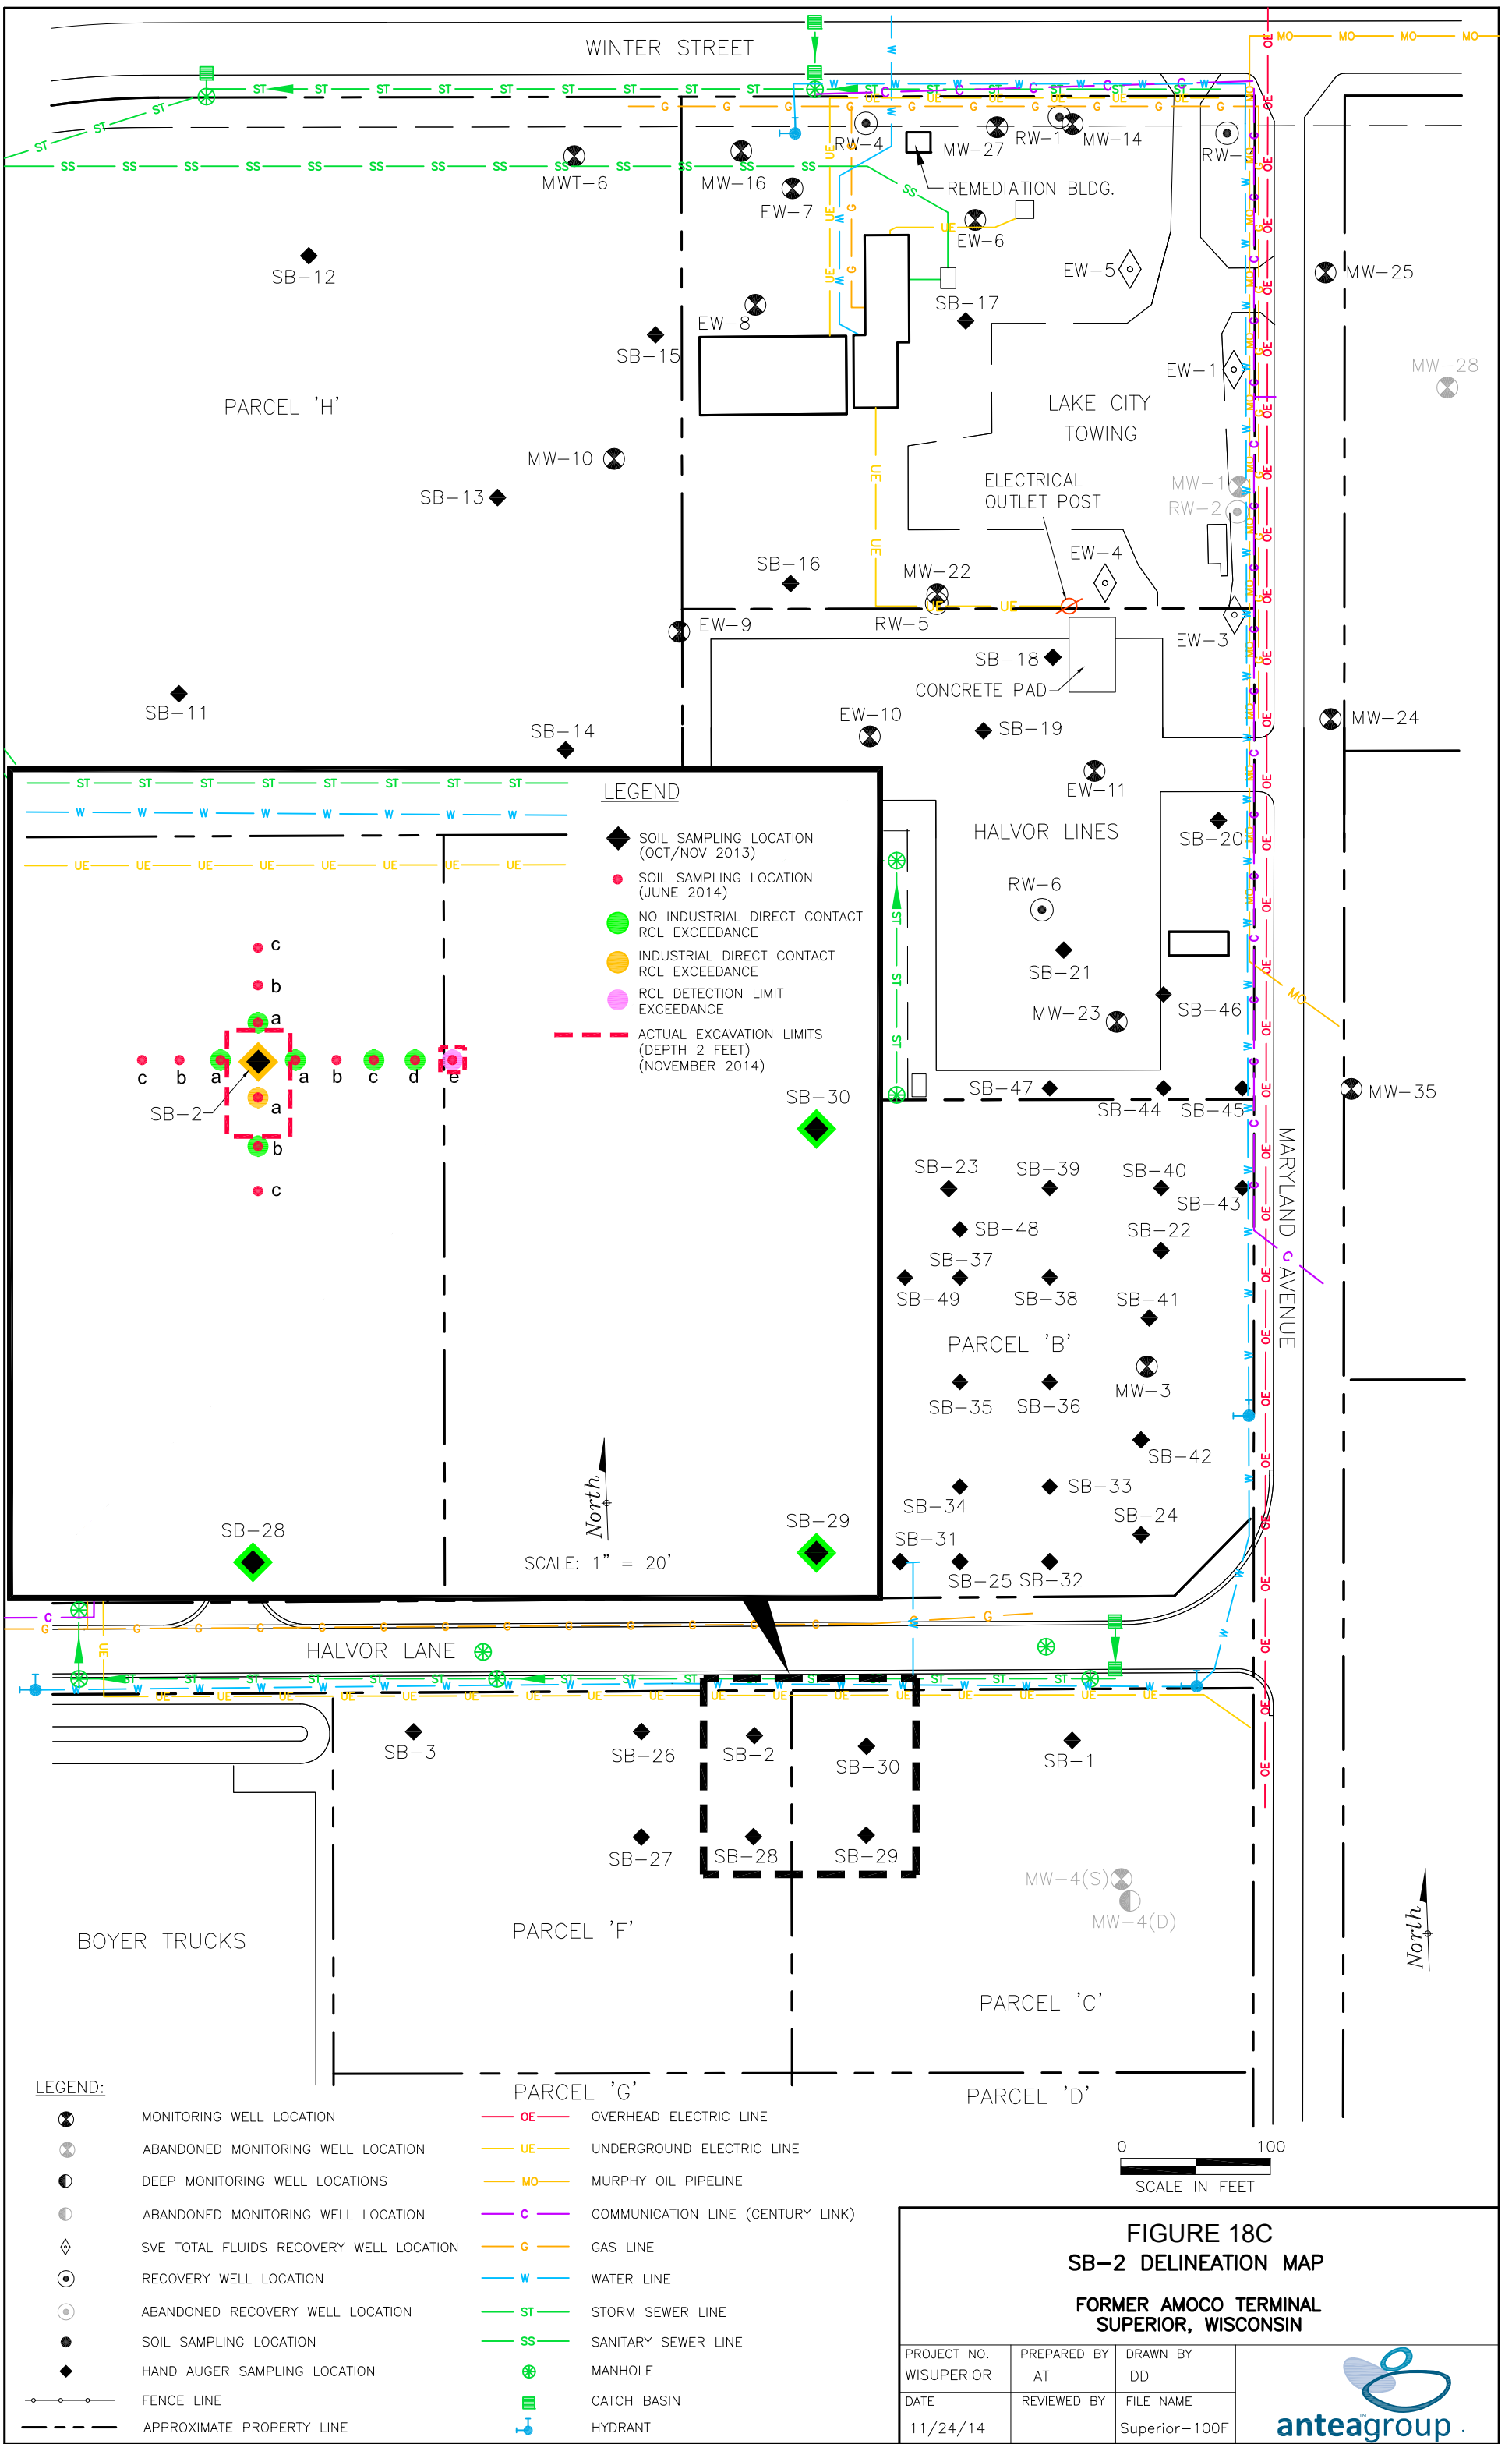 WINTER STREET
RW-4
MW-27
RW-1
MW-14
RW-
MWT-6
MW-16
EW-7
REMEDIATION BLDG.
EW-6
SB-12
EW-5
MW-25
SB-17
EW-8
SB-15
EW-1
MW-28
PARCEL 'H'
LAKE CITY
TOWING
MW-10
SB-13
ELECTRICAL
OUTLET POST
MW-1
RW-2
EW-4
SB-16
MW-22
RW-5
EW-9
EW-3
SB-18
CONCRETE PAD
SB-11
SB-14
EW-10
SB-19
MW-24
EW-11
HALVOR LINES
SB-20
RW-6
SB-21
SB-46
MW-23
SB-47
SB-44
SB-45
MW-35
MARYLAND AVENUE
SB-23
SB-39
SB-40
SB-43
SB-48
SB-22
SB-37
SB-49
SB-38
SB-41
PARCEL 'B'
MW-3
SB-35
SB-36
SB-42
SB-34
SB-33
SB-24
SB-31
SB-25
SB-32
LEGEND
SOIL SAMPLING LOCATION
(OCT/NOV 2013)
SOIL SAMPLING LOCATION
(JUNE 2014)
NO INDUSTRIAL DIRECT CONTACT
RCL EXCEEDANCE
INDUSTRIAL DIRECT CONTACT
RCL EXCEEDANCE
RCL DETECTION LIMIT
EXCEEDANCE
ACTUAL EXCAVATION LIMITS
(DEPTH 2 FEET)
(NOVEMBER 2014)
c
b
a
c b a a b c d e
SB-2
a
b
c
SB-30
SB-28
SB-29
North
SCALE: 1" = 20'
HALVOR LANE
SB-3
SB-26
SB-2
SB-30
SB-1
SB-27
SB-28
SB-29
MW-4(S)
MW-4(D)
BOYER TRUCKS
PARCEL 'F'
PARCEL 'C'
North
PARCEL 'G'
PARCEL 'D'
LEGEND:
MONITORING WELL LOCATION
ABANDONED MONITORING WELL LOCATION
DEEP MONITORING WELL LOCATIONS
ABANDONED MONITORING WELL LOCATION
SVE TOTAL FLUIDS RECOVERY WELL LOCATION
RECOVERY WELL LOCATION
ABANDONED RECOVERY WELL LOCATION
SOIL SAMPLING LOCATION
HAND AUGER SAMPLING LOCATION
FENCE LINE
APPROXIMATE PROPERTY LINE
OE OVERHEAD ELECTRIC LINE
UE UNDERGROUND ELECTRIC LINE
MO MURPHY OIL PIPELINE
C COMMUNICATION LINE (CENTURY LINK)
G GAS LINE
W WATER LINE
ST STORM SEWER LINE
SS SANITARY SEWER LINE
MANHOLE
CATCH BASIN
HYDRANT
0 100
SCALE IN FEET
FIGURE 18C
SB-2 DELINEATION MAP
FORMER AMOCO TERMINAL
SUPERIOR, WISCONSIN
PROJECT NO.
WISUPERIOR
PREPARED BY
AT
DRAWN BY
DD
DATE
11/24/14
REVIEWED BY
FILE NAME
Superior-100F
anteagroup